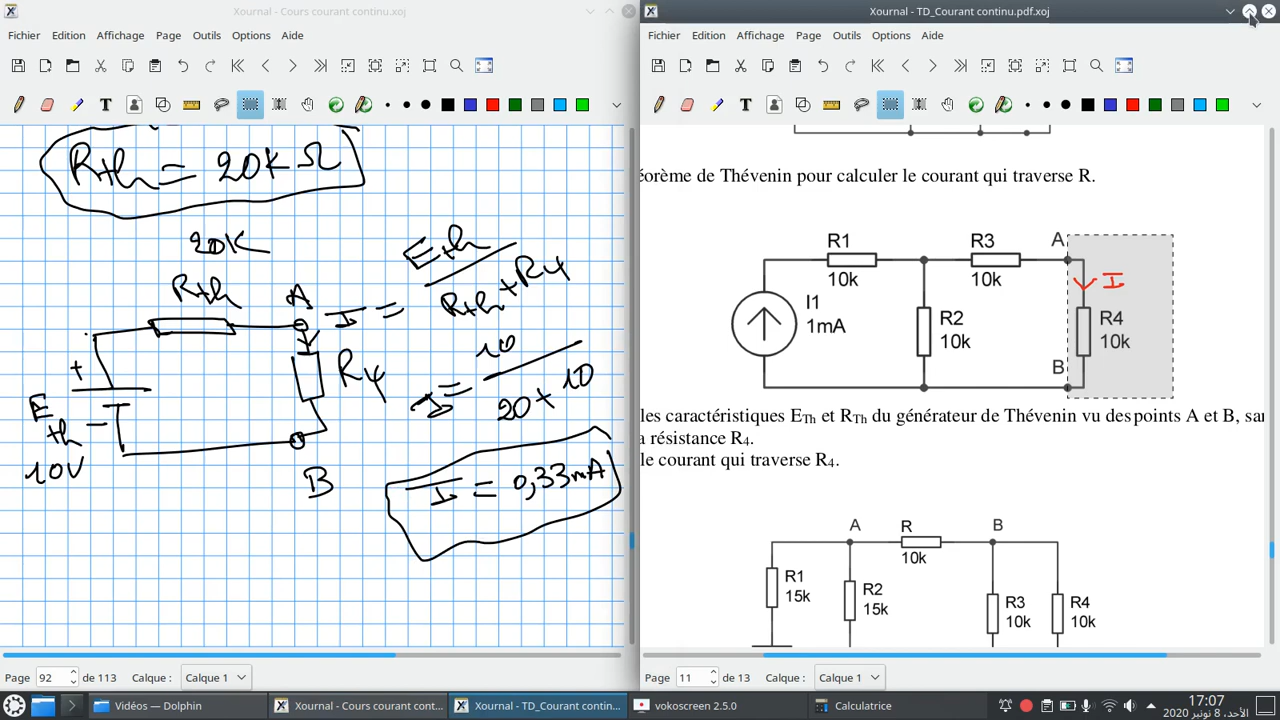 Xournal - Cours courant continu.xoj
Fichier Edition Affichage Page Outils Options Aide
Rth = 20K Ω
20K
Rth
A
I = Eth / Rth + R4
+
R4
I = 10 / 20 + 10
Eth
10V
B
I = 0,33mA
Page 92 de 113 Calque : Calque 1
Xournal - TD_Courant continu.pdf.xoj
Fichier Edition Affichage Page Outils Options Aide
éorème de Thévenin pour calculer le courant qui traverse R.
R1 R3 A
10k 10k I
I1 R2 R4
1mA 10k 10k
B
les caractéristiques ETh et RTh du générateur de Thévenin vu des points A et B, san
a résistance R4.
le courant qui traverse R4.
A R B
10k
R1 R2 R3 R4
15k 15k 10k 10k
Page 11 de 13 Calque : Calque 1
Vidéos — Dolphin
Xournal - Cours courant cont...
Xournal - TD_Courant contin...
vokoscreen 2.5.0
Calculatrice
17:07
الأحد، 8 نونبر 2020